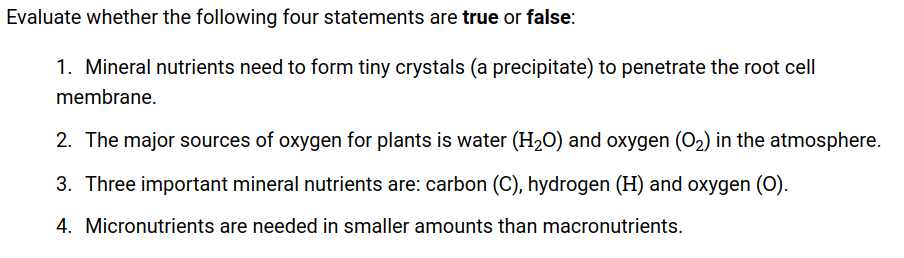 Evaluate whether the following four statements are true or false:
1. Mineral nutrients need to form tiny crystals (a precipitate) to penetrate the root cell
membrane.
2. The major sources of oxygen for plants is water (H₂O) and oxygen (O₂) in the atmosphere.
3. Three important mineral nutrients are: carbon (C), hydrogen (H) and oxygen (O).
4. Micronutrients are needed in smaller amounts than macronutrients.